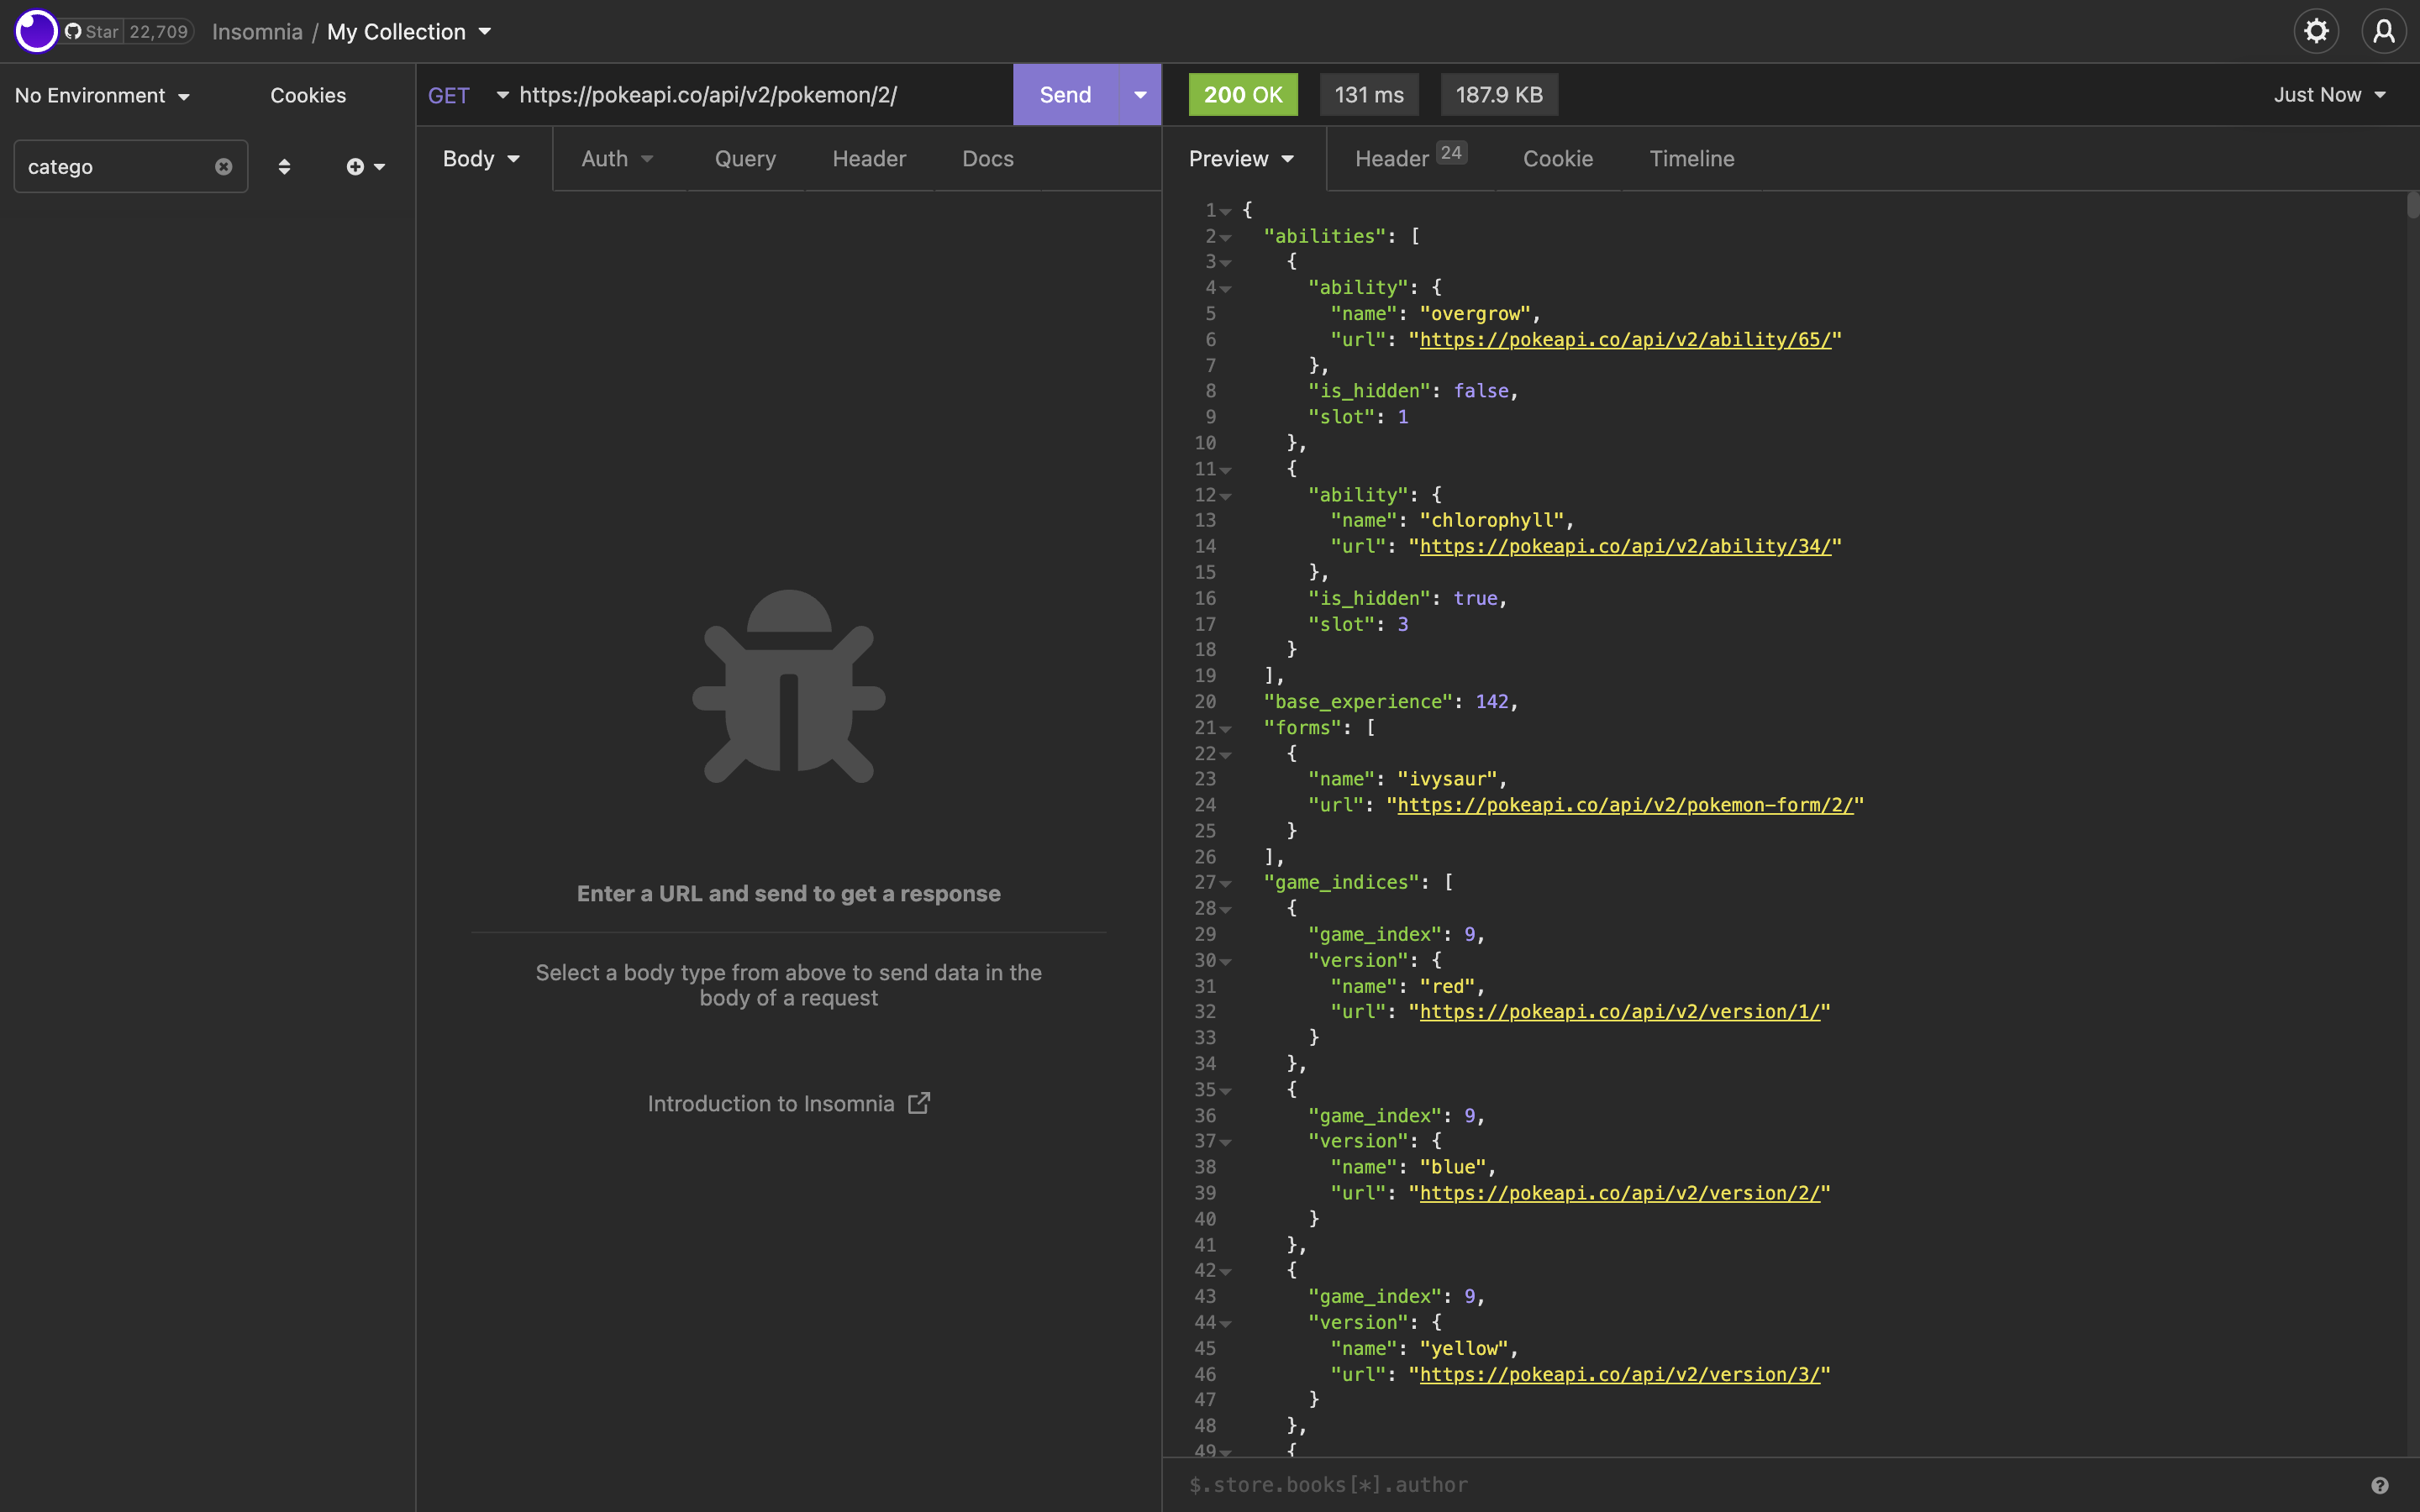 Star 22,709 Insomnia / My Collection
No Environment Cookies
catego
GET https://pokeapi.co/api/v2/pokemon/2/ Send
Body Auth Query Header Docs
Enter a URL and send to get a response
Select a body type from above to send data in the
body of a request
Introduction to Insomnia
200 OK 131 ms 187.9 KB Just Now
Preview Header 24 Cookie Timeline
1 {
2 "abilities": [
3 {
4 "ability": {
5 "name": "overgrow",
6 "url": "https://pokeapi.co/api/v2/ability/65/"
7 },
8 "is_hidden": false,
9 "slot": 1
10 },
11 {
12 "ability": {
13 "name": "chlorophyll",
14 "url": "https://pokeapi.co/api/v2/ability/34/"
15 },
16 "is_hidden": true,
17 "slot": 3
18 }
19 ],
20 "base_experience": 142,
21 "forms": [
22 {
23 "name": "ivysaur",
24 "url": "https://pokeapi.co/api/v2/pokemon-form/2/"
25 }
26 ],
27 "game_indices": [
28 {
29 "game_index": 9,
30 "version": {
31 "name": "red",
32 "url": "https://pokeapi.co/api/v2/version/1/"
33 }
34 },
35 {
36 "game_index": 9,
37 "version": {
38 "name": "blue",
39 "url": "https://pokeapi.co/api/v2/version/2/"
40 }
41 },
42 {
43 "game_index": 9,
44 "version": {
45 "name": "yellow",
46 "url": "https://pokeapi.co/api/v2/version/3/"
47 }
48 },
49 {
$.store.books[*].author